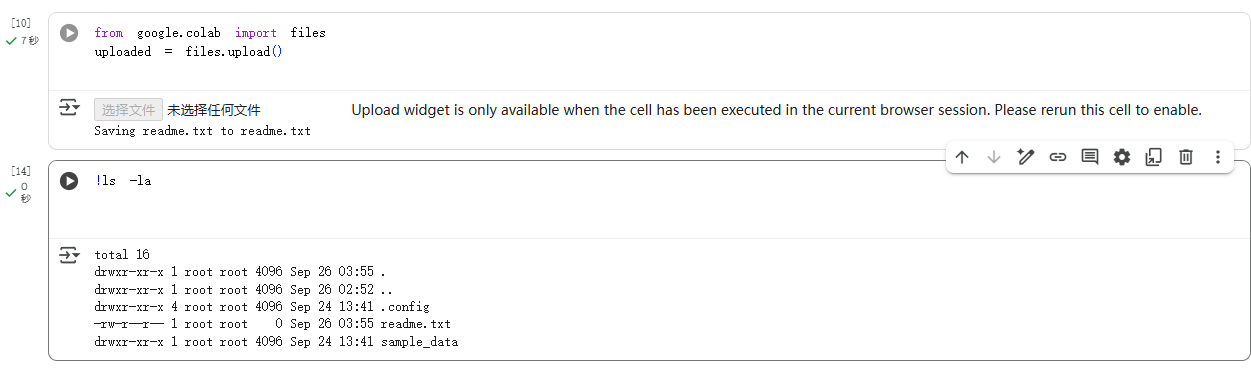 [10]
7秒
from google.colab import files
uploaded = files.upload()
选择文件 未选择任何文件 Upload widget is only available when the cell has been executed in the current browser session. Please rerun this cell to enable.
Saving readme.txt to readme.txt
[14]
0
秒
!ls -la
total 16
drwxr-xr-x 1 root root 4096 Sep 26 03:55 .
drwxr-xr-x 1 root root 4096 Sep 26 02:52 ..
drwxr-xr-x 4 root root 4096 Sep 24 13:41 .config
-rw-r--r-- 1 root root    0 Sep 26 03:55 readme.txt
drwxr-xr-x 1 root root 4096 Sep 24 13:41 sample_data